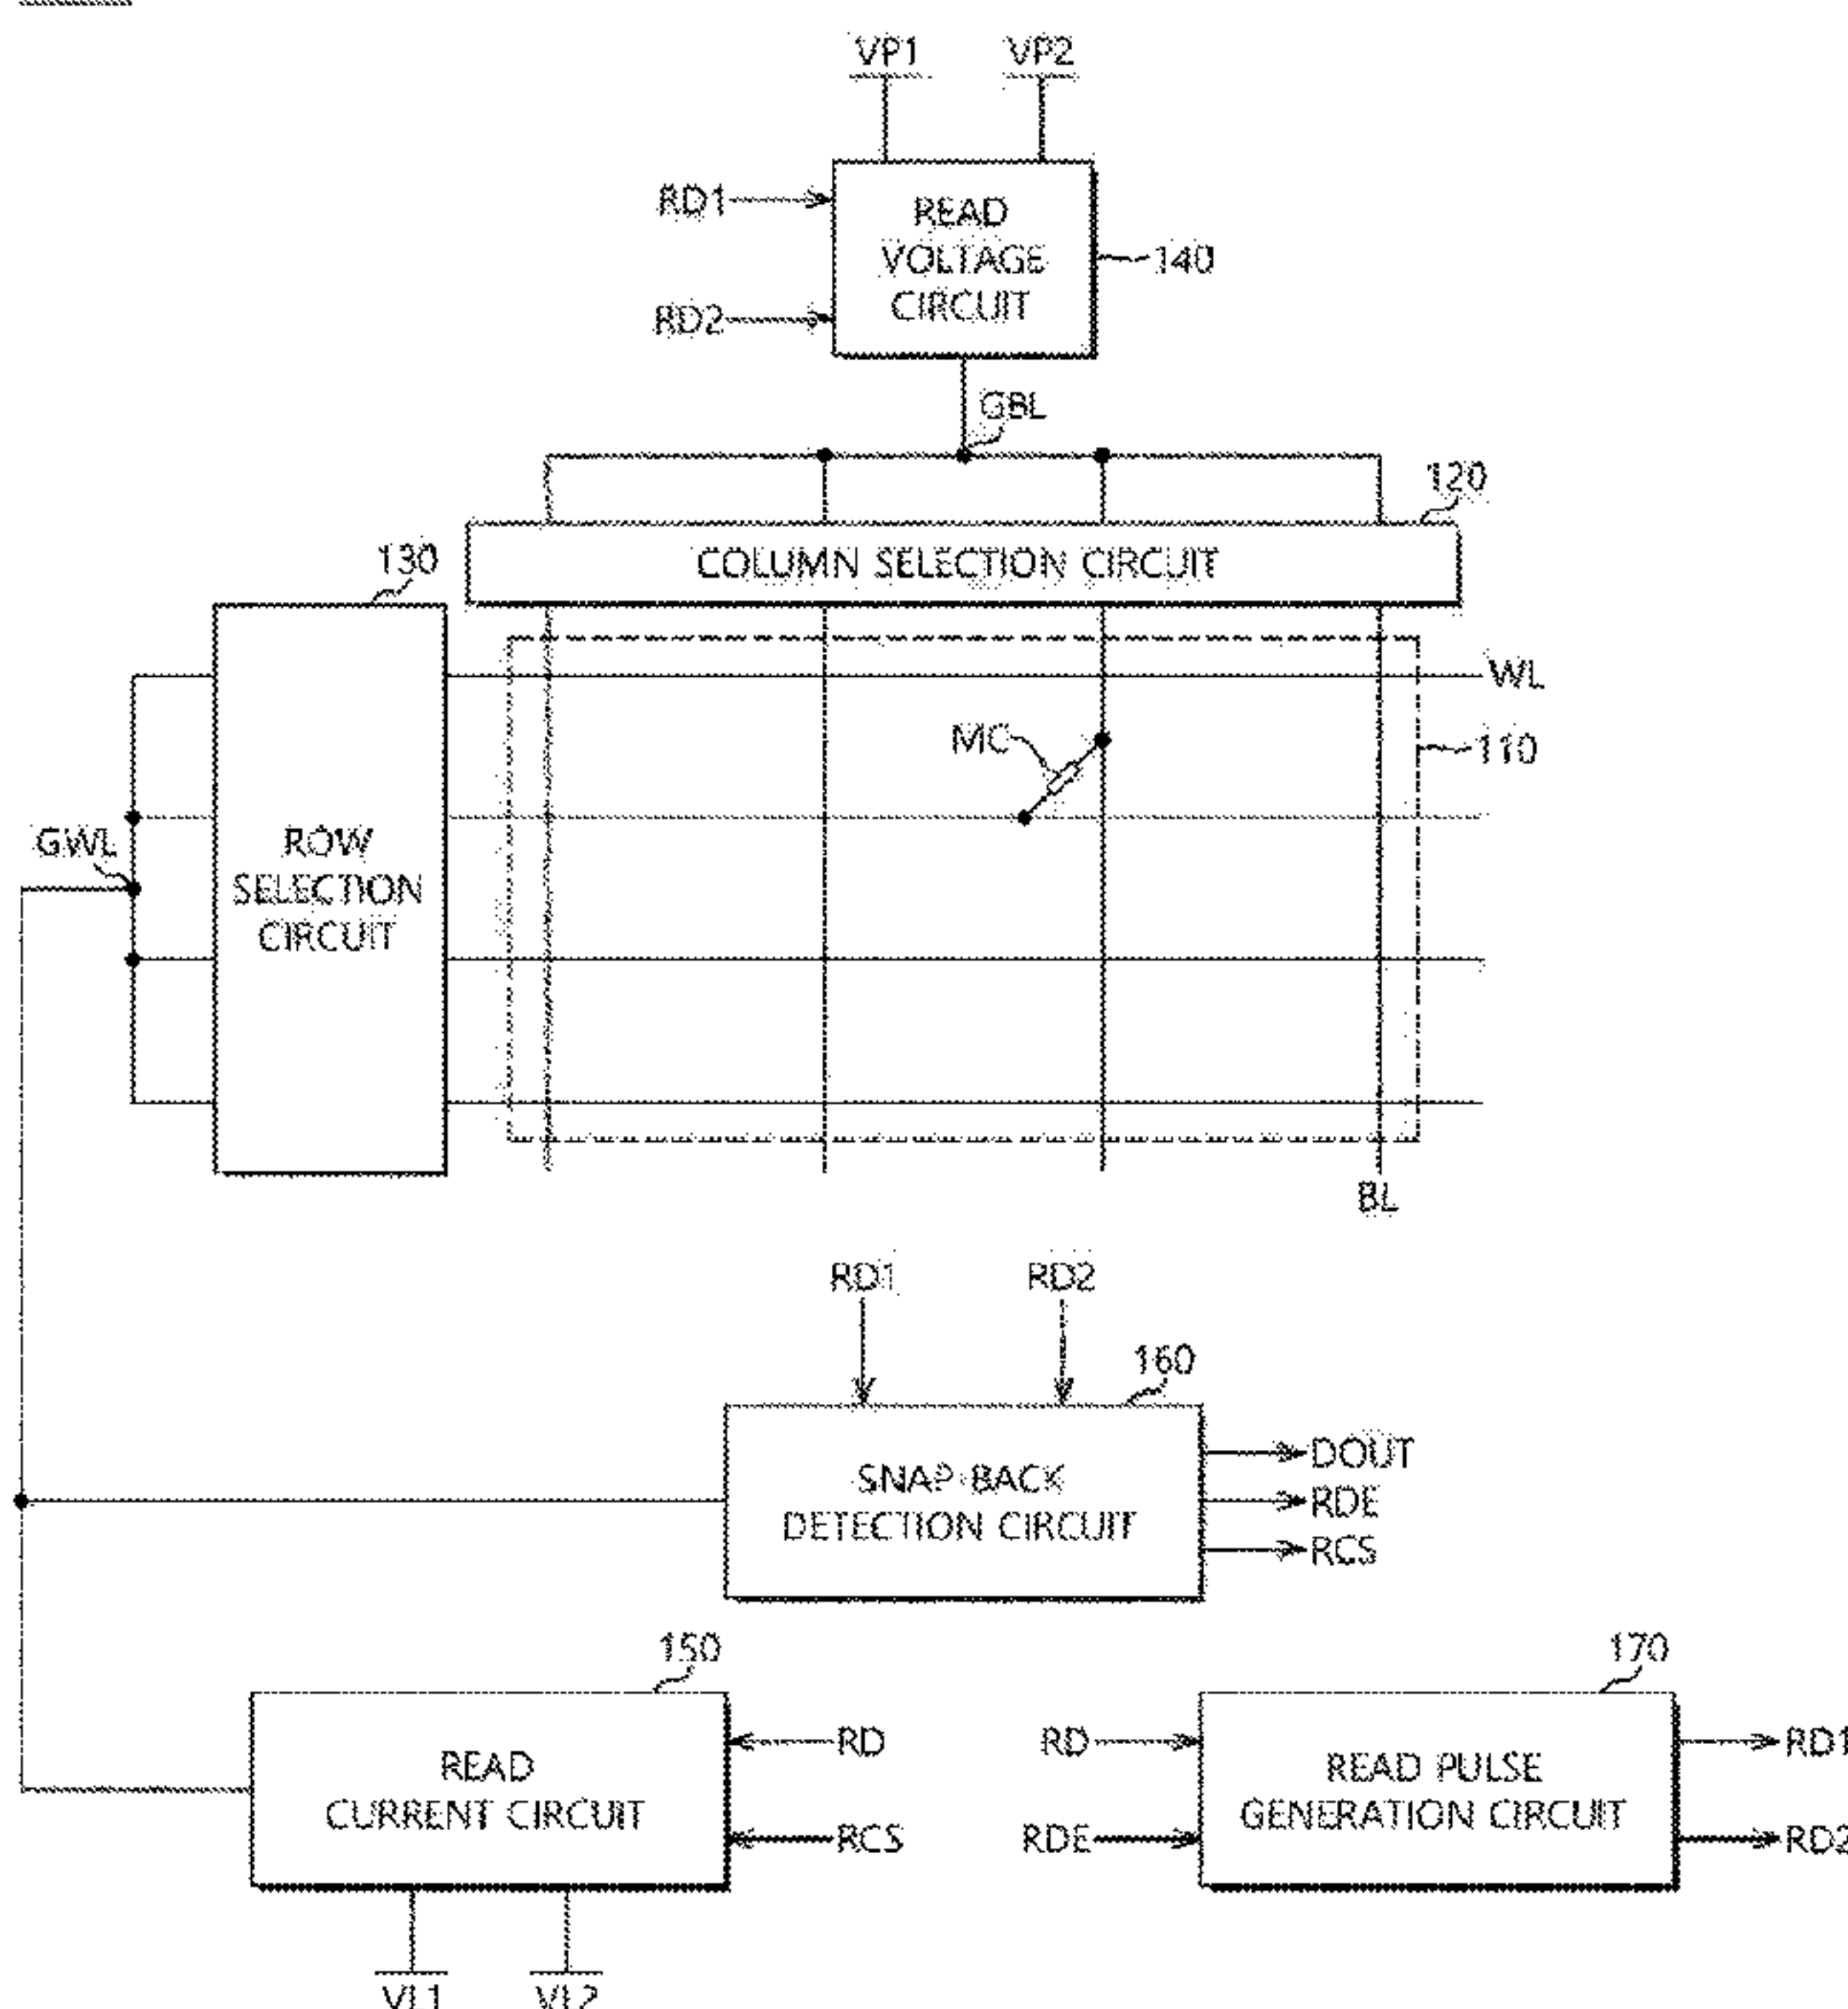 VP1
VP2
RD1
READ
VOLTAGE
CIRCUIT
140
RD2
GBL
120
COLUMN SELECTION CIRCUIT
130
WL
MC
110
GWL
ROW
SELECTION
CIRCUIT
BL
RD1
RD2
160
SNAP-BACK
DETECTION CIRCUIT
DOUT
RDE
RCS
150
READ
CURRENT CIRCUIT
RD
RCS
170
RD
RDE
READ PULSE
GENERATION CIRCUIT
RD1
RD2
VL1
VL2